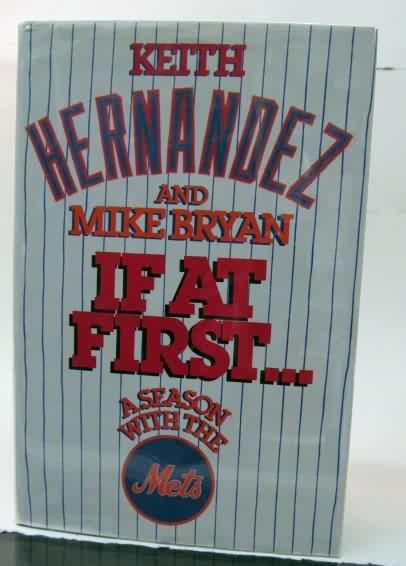 KEITH
HERNANDEZ
AND
MIKE BRYAN
IF AT
FIRST...
A SEASON
WITH THE
Mets